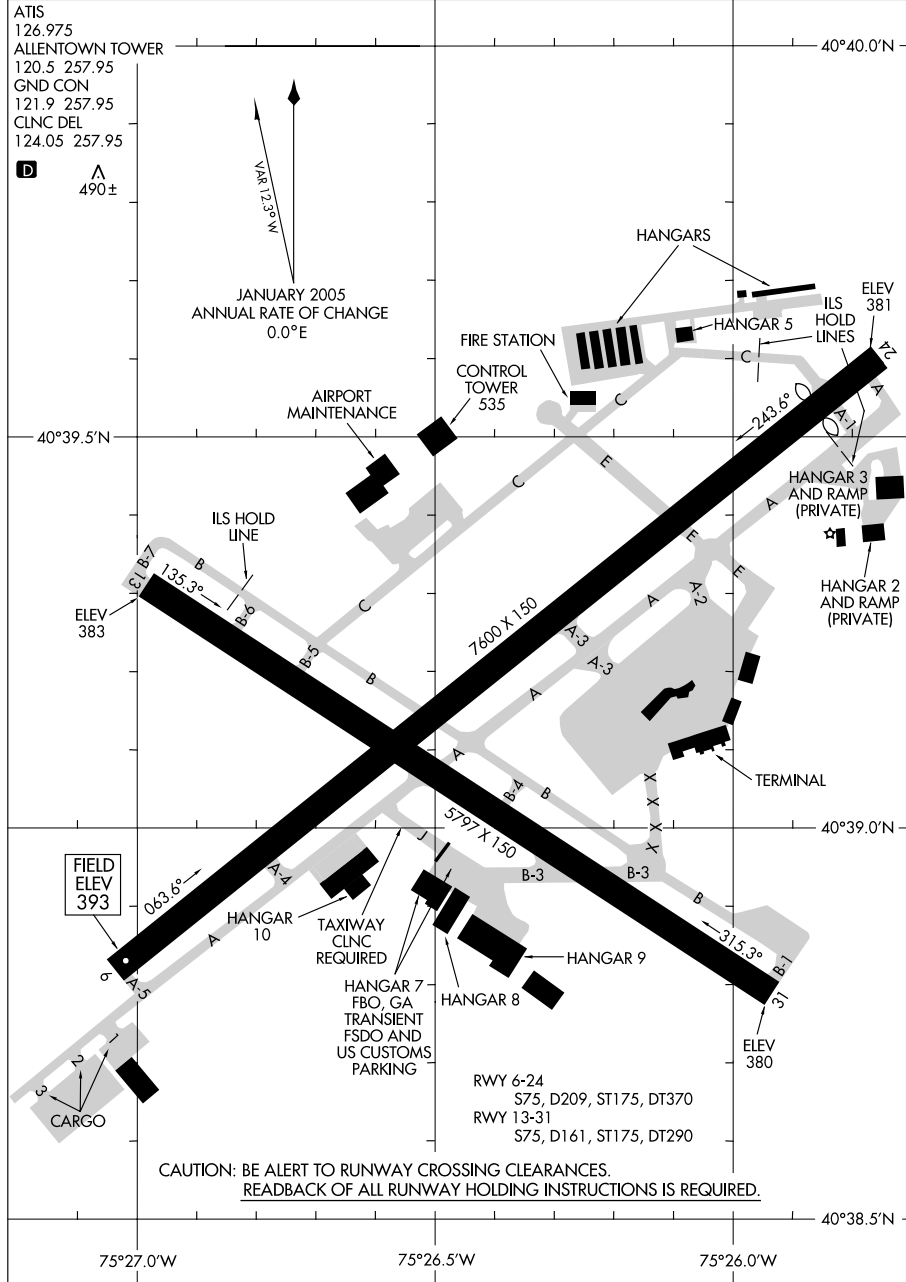 ATIS
126.975
ALLENTOWN TOWER
120.5 257.95
GND CON
121.9 257.95
CLNC DEL
124.05 257.95
D
490±
40°40.0'N
VAR 12.3° W
JANUARY 2005
ANNUAL RATE OF CHANGE
0.0°E
HANGARS
ELEV
381
ILS
HOLD
LINES
HANGAR 5
FIRE STATION
CONTROL
TOWER
535
AIRPORT
MAINTENANCE
24
C
A
C
243.6°
A-1
40°39.5'N
C
E
HANGAR 3
AND RAMP
(PRIVATE)
A
ILS HOLD
LINE
E
B-7
B
13
135.3°
E
HANGAR 2
AND RAMP
(PRIVATE)
ELEV
383
B-6
C
A
A-2
7600 X 150
A-3
A-3
B-5
B
A
A
TERMINAL
B-4
B
X
X
X
X
5797 X 150
40°39.0'N
J
FIELD
ELEV
393
063.6°
A-4
B-3
B-3
B
HANGAR
10
TAXIWAY
CLNC
REQUIRED
A
315.3°
6
A-5
HANGAR 9
B-1
31
HANGAR 7
FBO, GA
TRANSIENT
FSDO AND
US CUSTOMS
PARKING
HANGAR 8
ELEV
380
1
2
3
CARGO
RWY 6-24
S75, D209, ST175, DT370
RWY 13-31
S75, D161, ST175, DT290
CAUTION: BE ALERT TO RUNWAY CROSSING CLEARANCES.
READBACK OF ALL RUNWAY HOLDING INSTRUCTIONS IS REQUIRED.
40°38.5'N
75°27.0'W
75°26.5'W
75°26.0'W